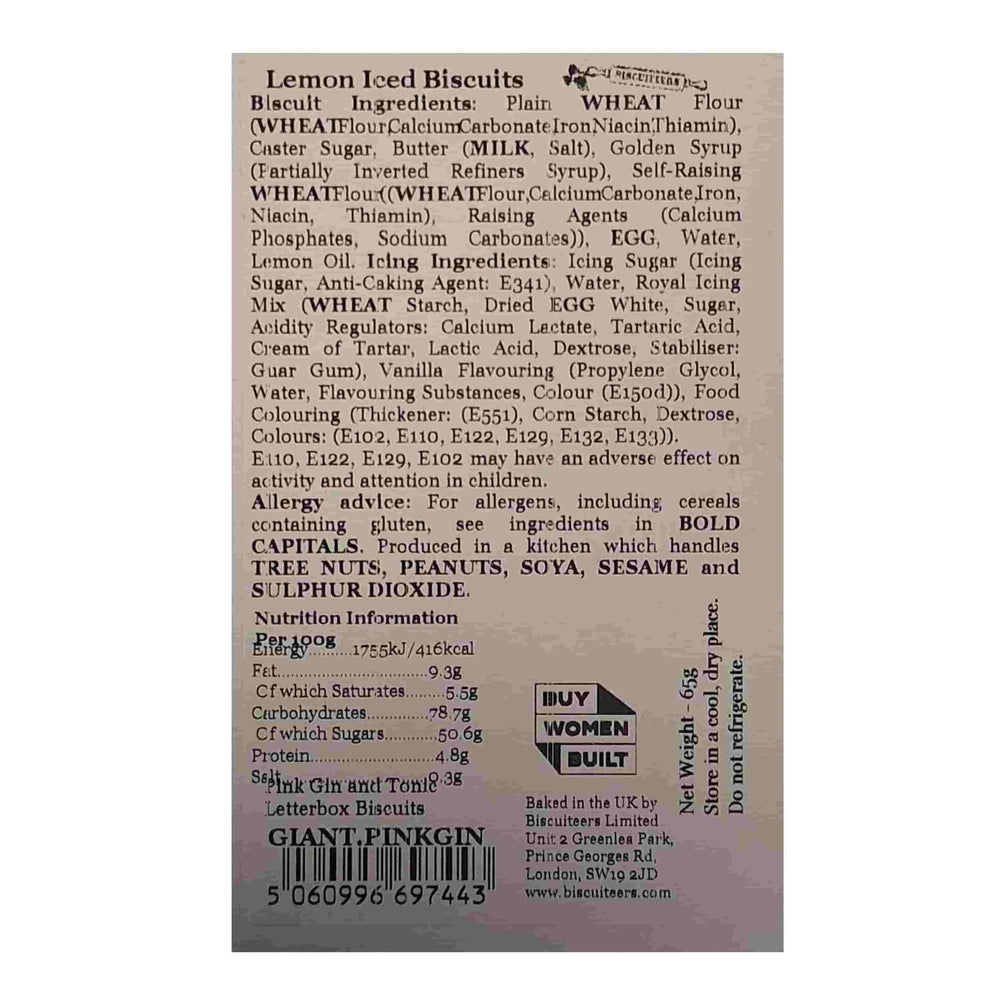 Lemon Iced Biscuits
BISCUITEERS
Biscuit Ingredients: Plain WHEAT Flour
(WHEATFlour,CalciumCarbonate,Iron,Niacin,Thiamin),
Caster Sugar, Butter (MILK, Salt), Golden Syrup
(Partially Inverted Refiners Syrup), Self-Raising
WHEATFlour((WHEATFlour,CalciumCarbonate,Iron,
Niacin, Thiamin), Raising Agents (Calcium
Phosphates, Sodium Carbonates)), EGG, Water,
Lemon Oil. Icing Ingredients: Icing Sugar (Icing
Sugar, Anti-Caking Agent: E341), Water, Royal Icing
Mix (WHEAT Starch, Dried EGG White, Sugar,
Acidity Regulators: Calcium Lactate, Tartaric Acid,
Cream of Tartar, Lactic Acid, Dextrose, Stabiliser:
Guar Gum), Vanilla Flavouring (Propylene Glycol,
Water, Flavouring Substances, Colour (E150d)), Food
Colouring (Thickener: (E551), Corn Starch, Dextrose,
Colours: (E102, E110, E122, E129, E132, E133)).
E110, E122, E129, E102 may have an adverse effect on
activity and attention in children.
Allergy advice: For allergens, including cereals
containing gluten, see ingredients in BOLD
CAPITALS. Produced in a kitchen which handles
TREE NUTS, PEANUTS, SOYA, SESAME and
SULPHUR DIOXIDE.
Nutrition Information
Per 100g
Energy..........1755kJ/416kcal
Fat..............................9.3g
Of which Saturates.......5.5g
Carbohydrates............78.7g
Of which Sugars..........50.6g
Protein........................4.8g
Salt.............................0.3g
Pink Gin and Tonic
Letterbox Biscuits
GIANT.PINKGIN
5 060996 697443
BUY
WOMEN
BUILT
Baked in the UK by
Biscuiteers Limited
Unit 2 Greenlea Park,
Prince Georges Rd,
London, SW19 2JD
www.biscuiteers.com
Net Weight - 65g
Store in a cool, dry place.
Do not refrigerate.